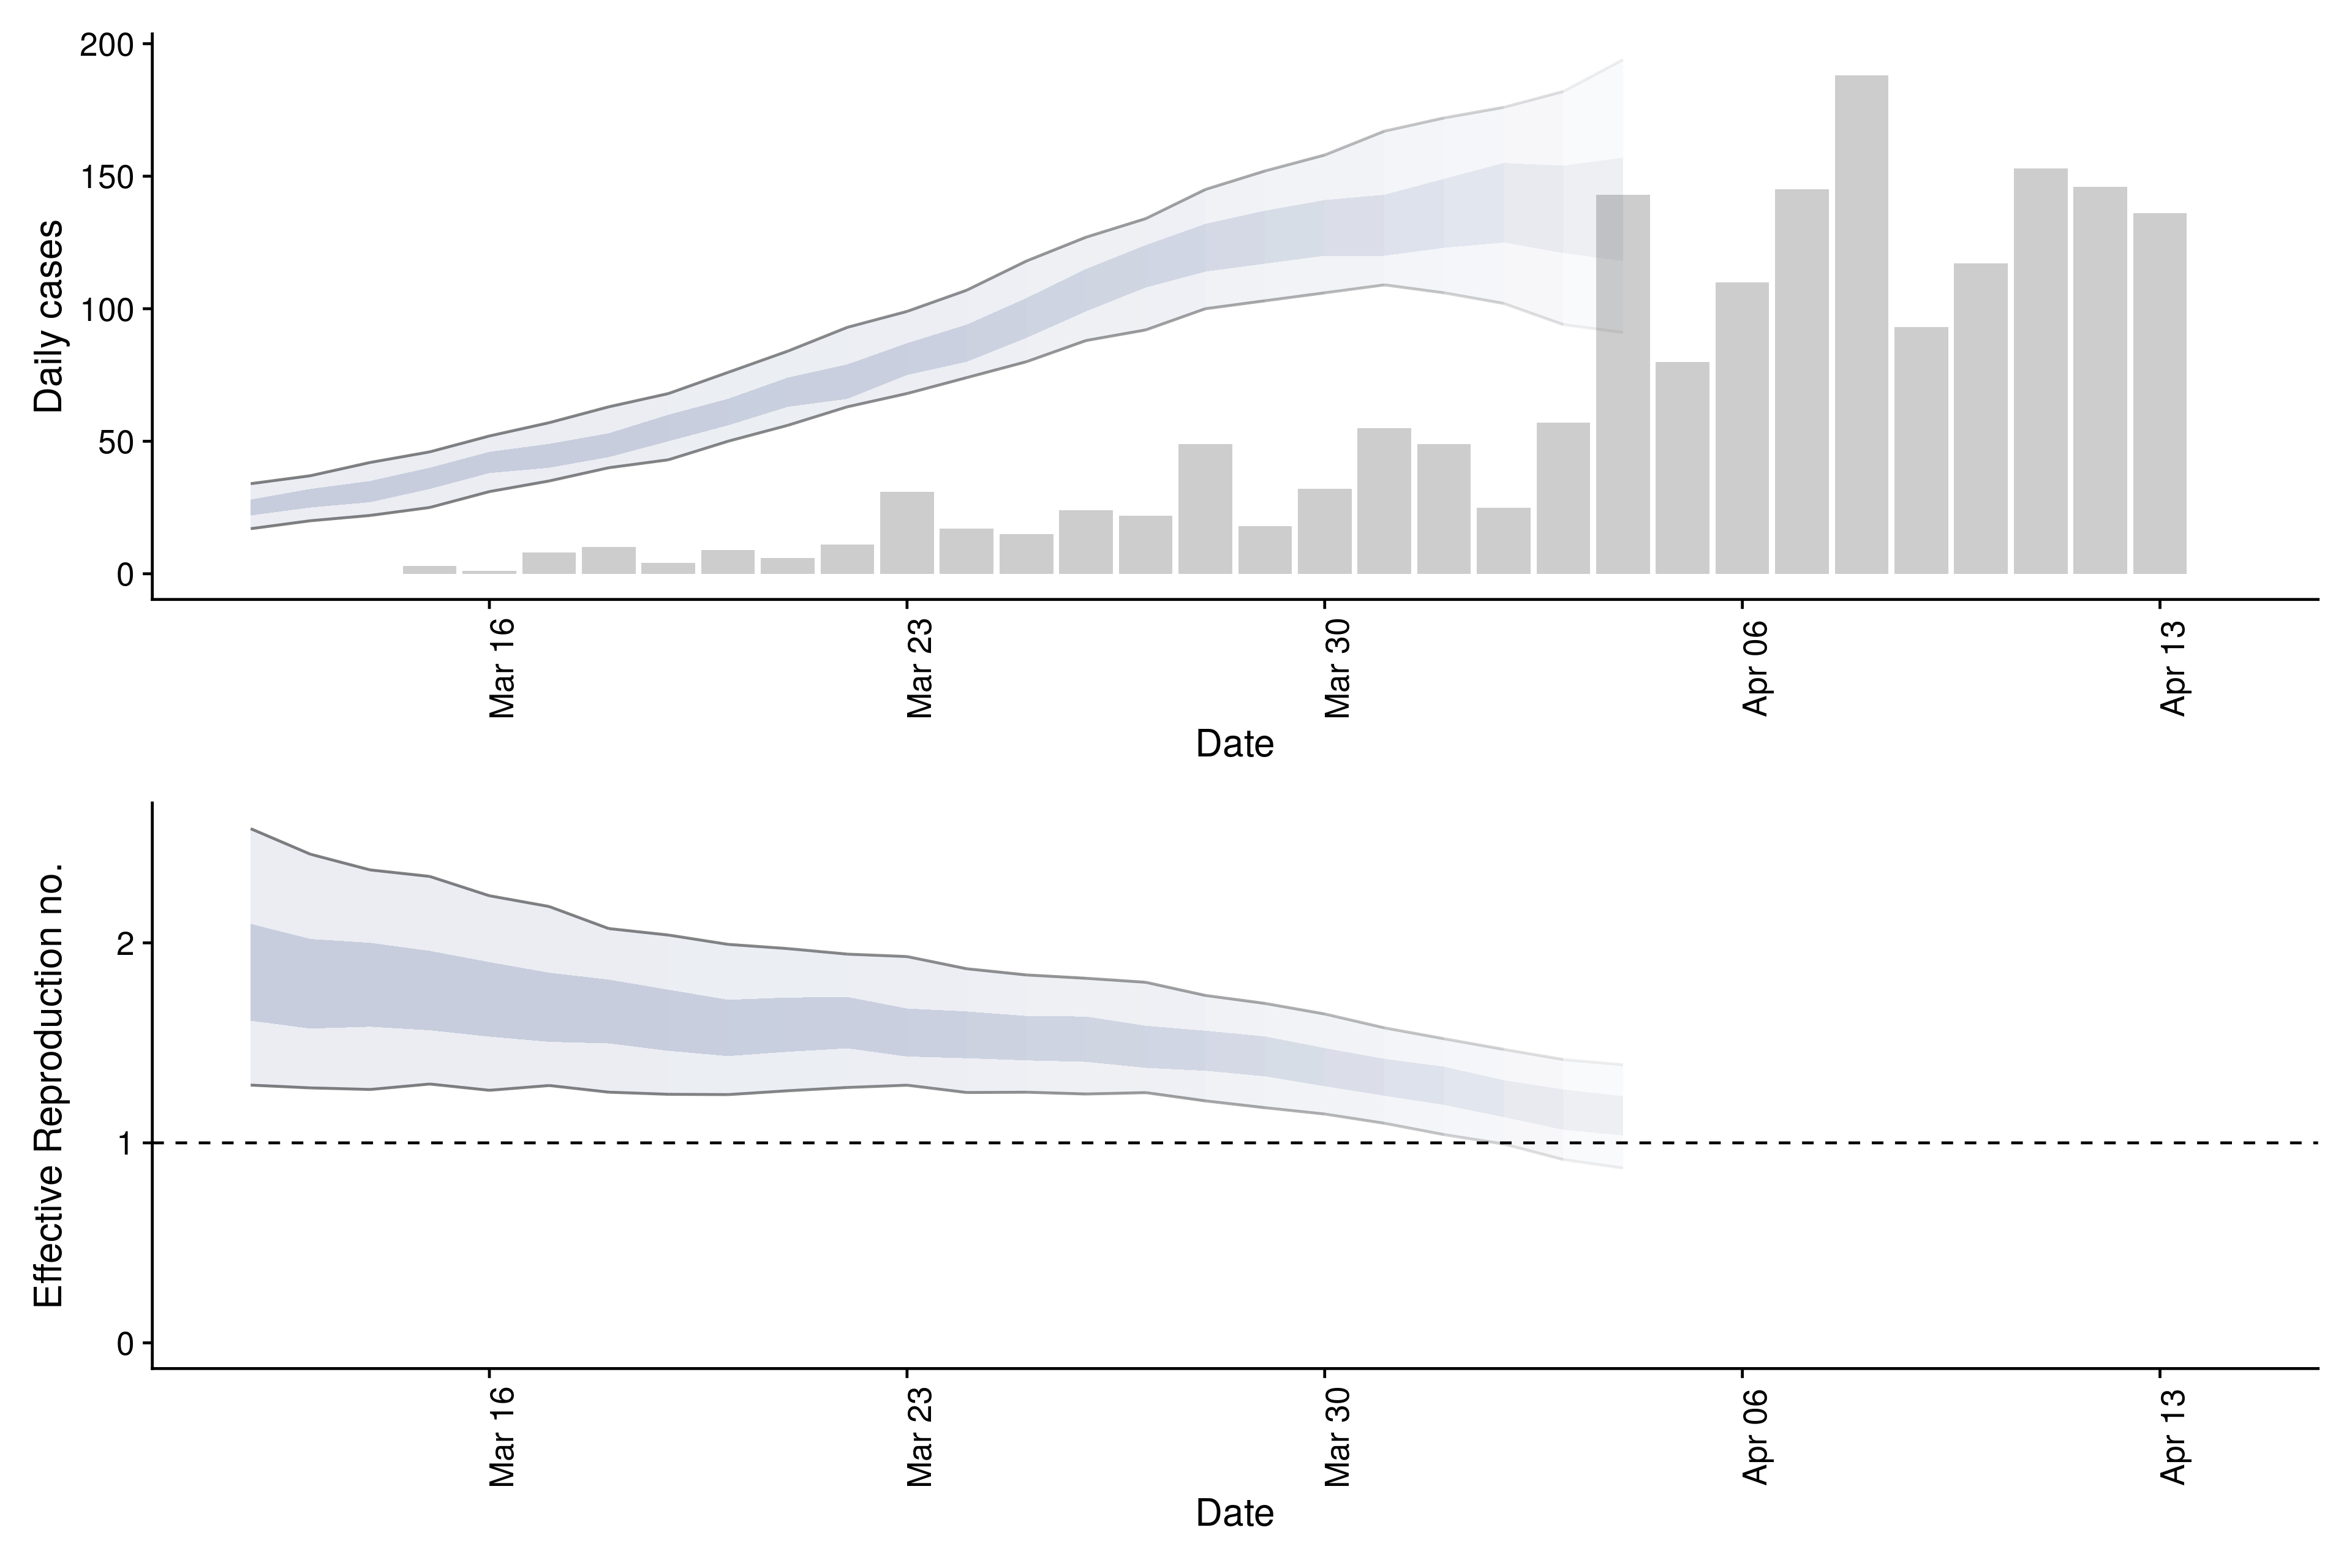 Daily cases
200
150
100
50
0
Mar 16
Mar 23
Mar 30
Apr 06
Apr 13
Date
Effective Reproduction no.
2
1
0
Mar 16
Mar 23
Mar 30
Apr 06
Apr 13
Date